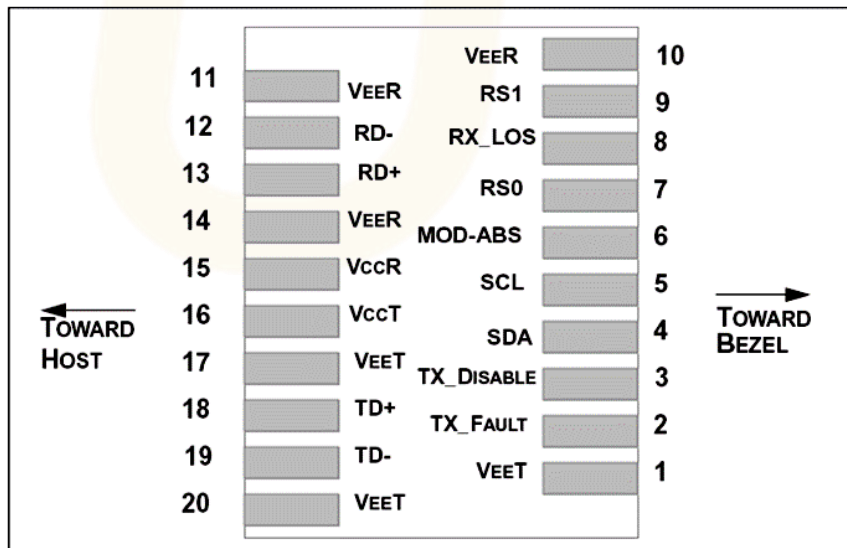 11 VEER
12 RD-
13 RD+
14 VEER
15 VCCR
16 VCCT
17 VEET
18 TD+
19 TD-
20 VEET
TOWARD
HOST
VEER 10
RS1 9
RX_LOS 8
RS0 7
MOD-ABS 6
SCL 5
SDA 4
TX_DISABLE 3
TX_FAULT 2
VEET 1
TOWARD
BEZEL